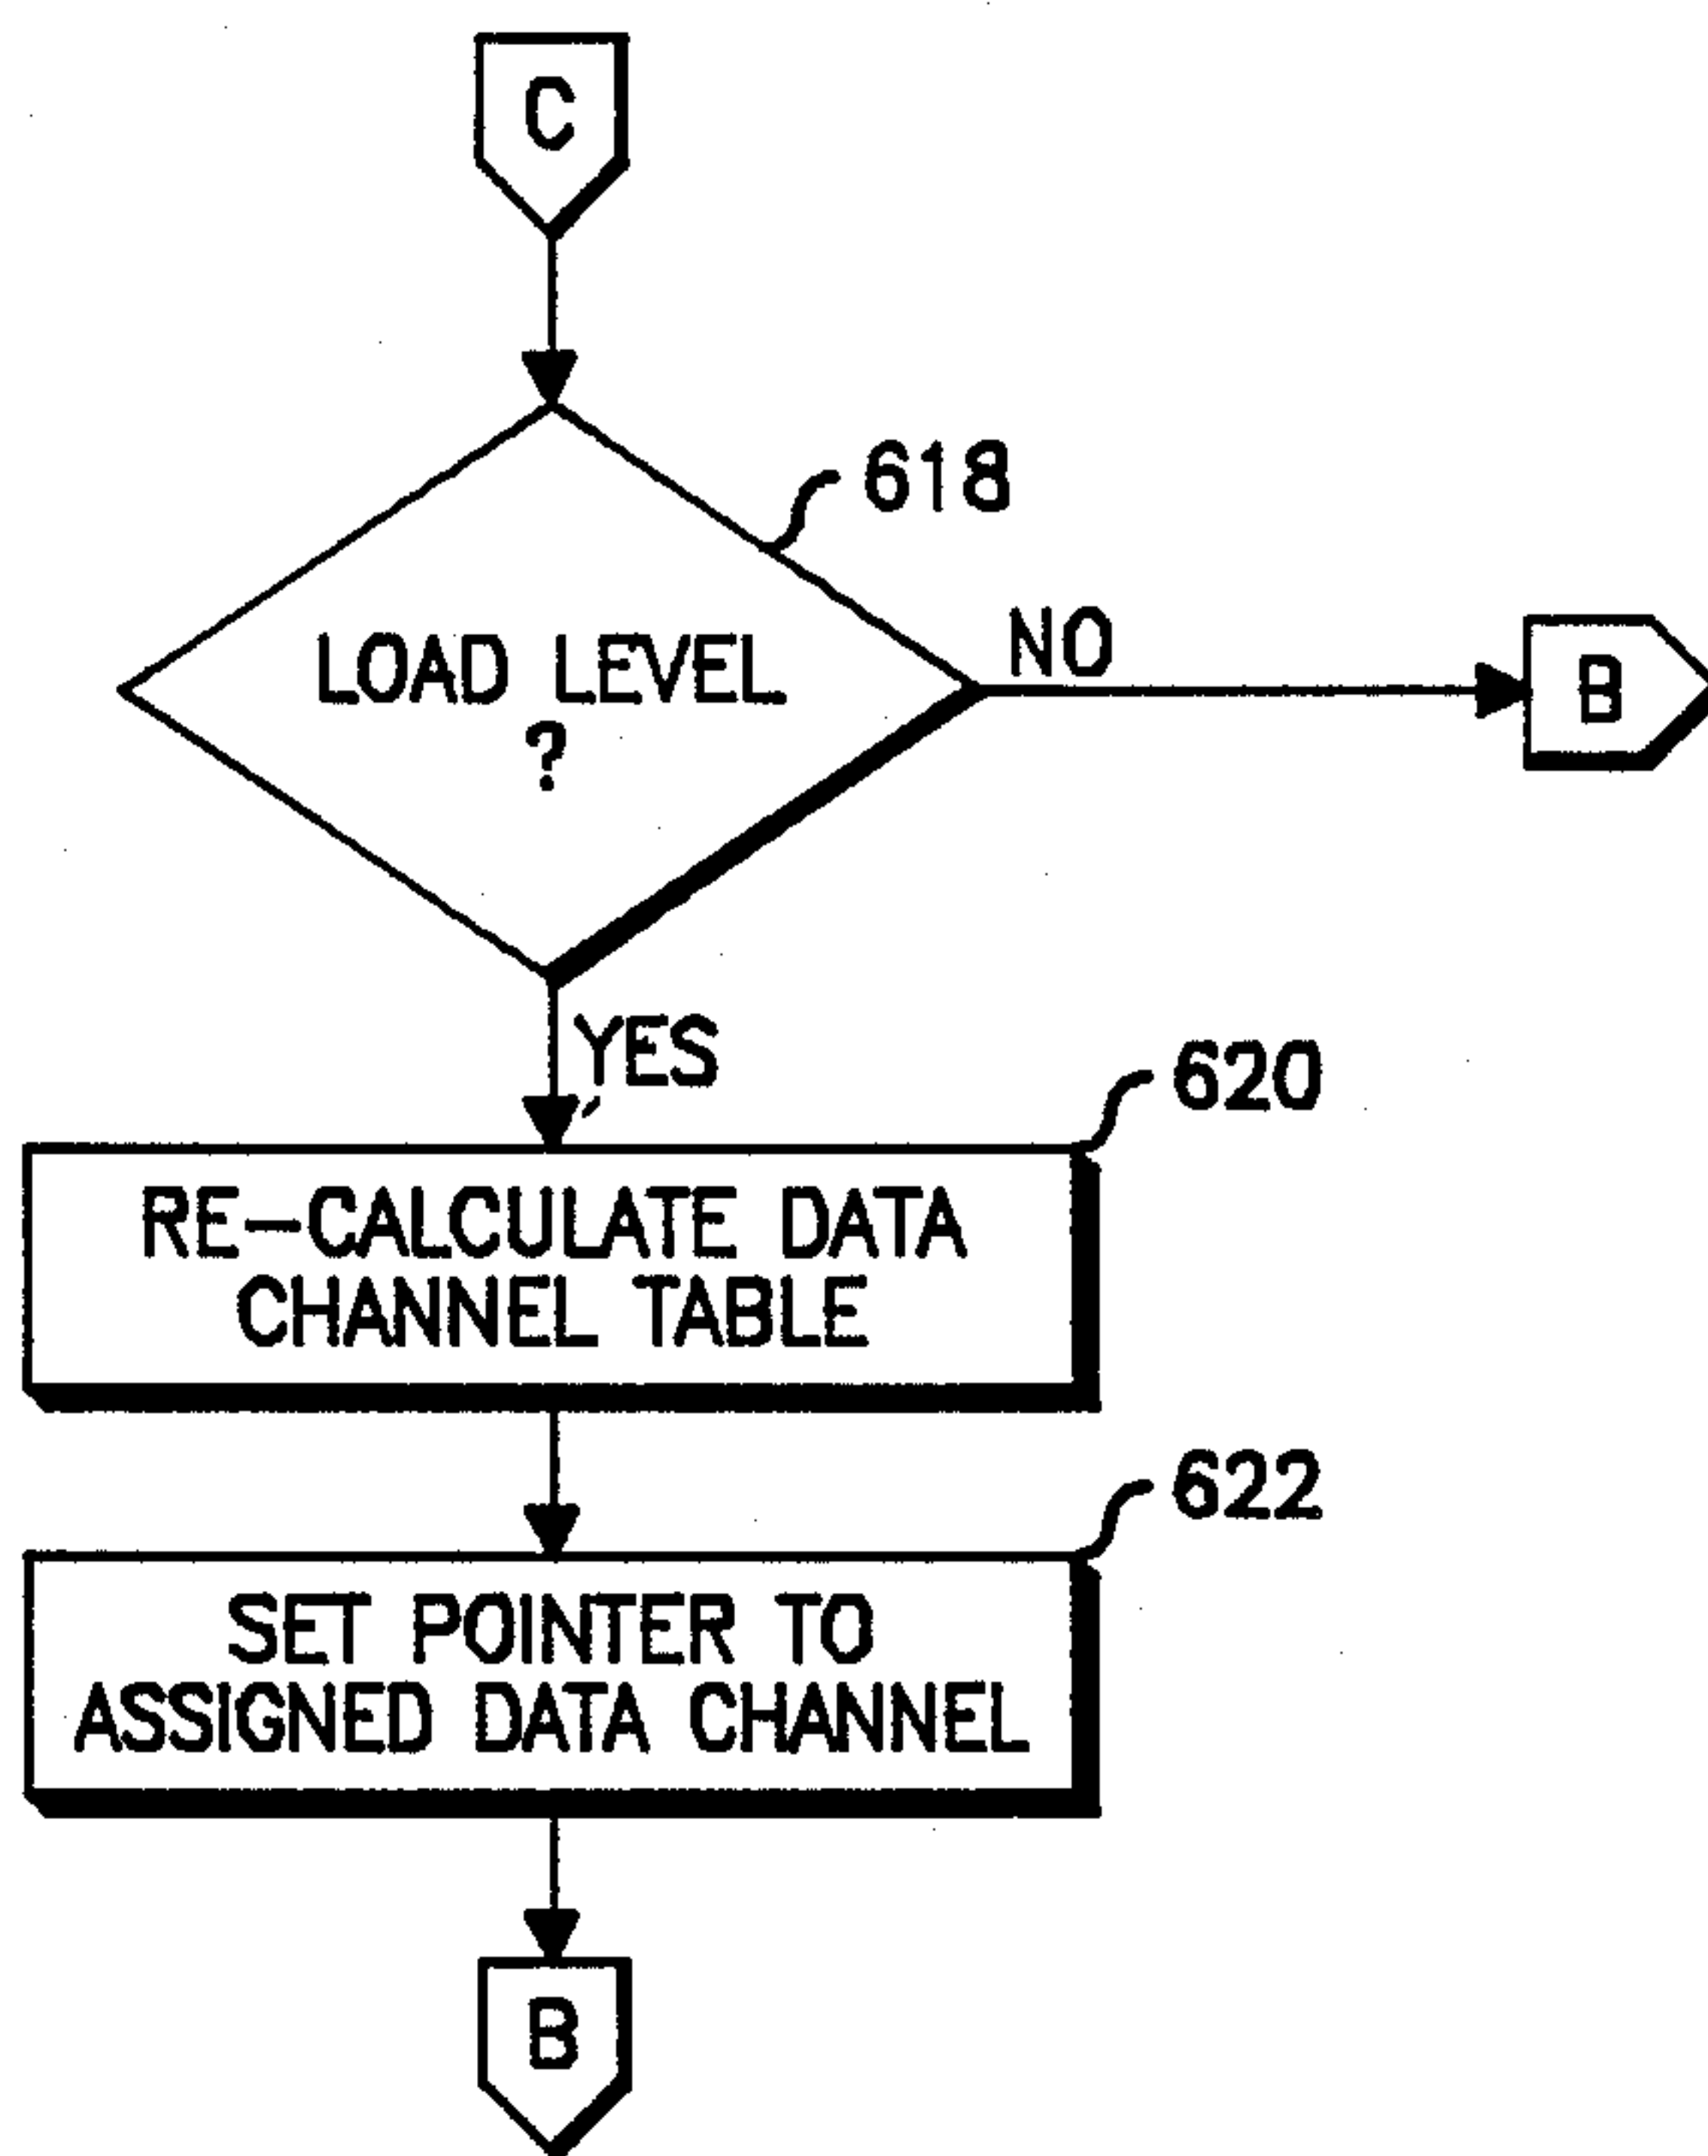 C
618
LOAD LEVEL
?
NO
B
YES
620
RE-CALCULATE DATA
CHANNEL TABLE
622
SET POINTER TO
ASSIGNED DATA CHANNEL
B